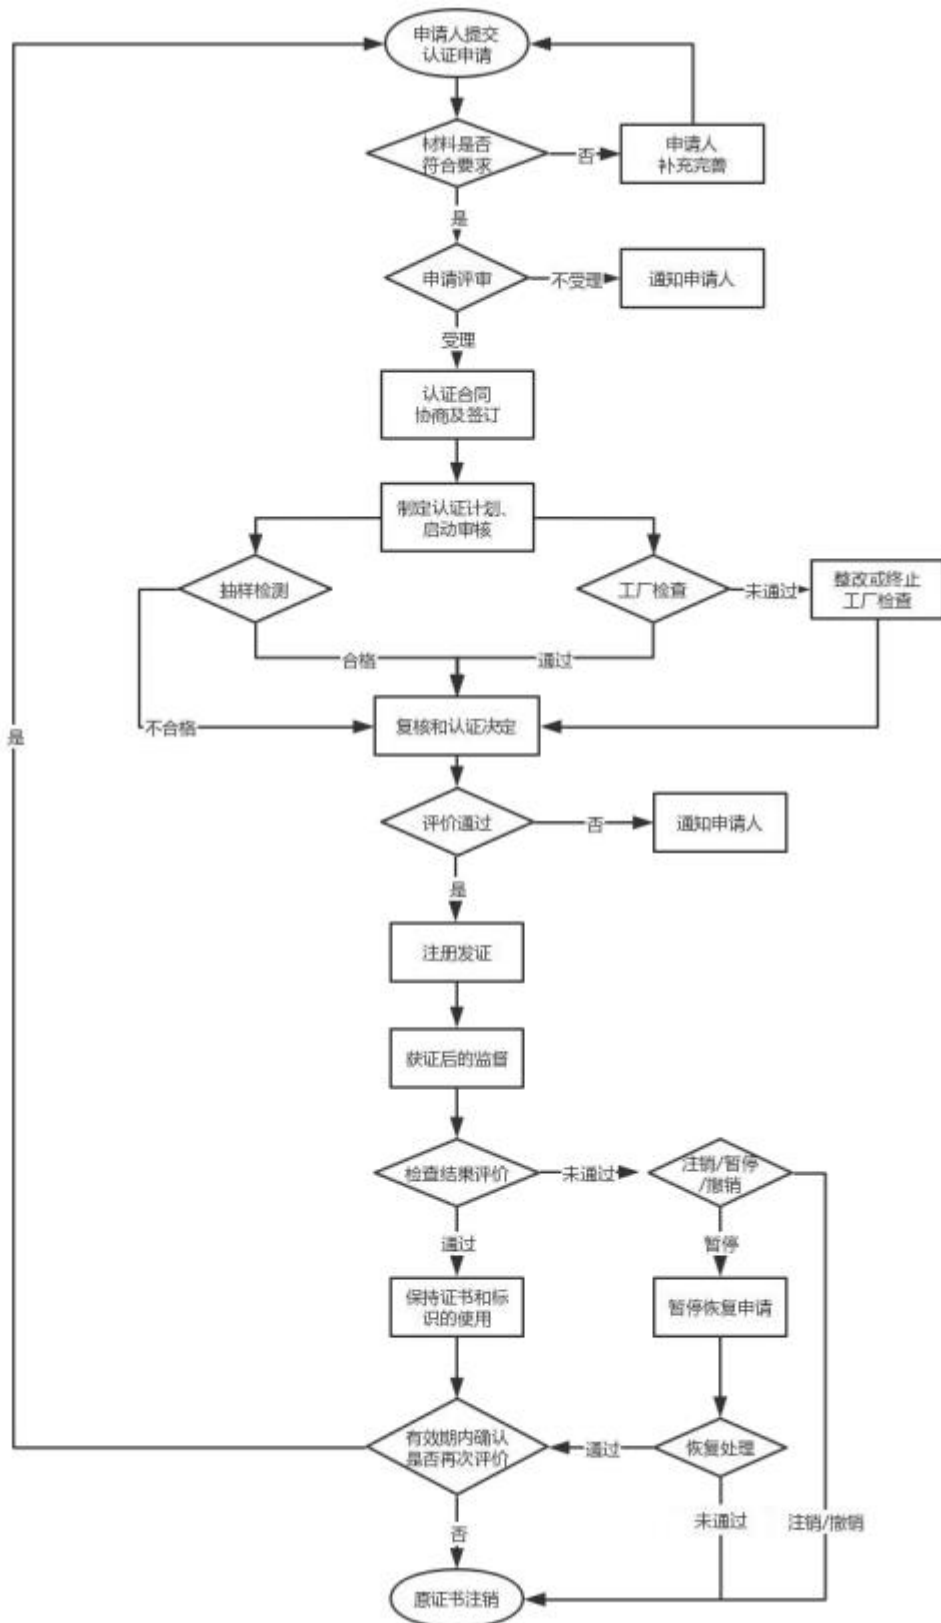 申请人提交
认证申请
材料是否
符合要求
否
申请人
补充完善
是
申请评审
不受理
通知申请人
受理
认证合同
协商及签订
制定认证计划、
启动审核
抽样检测
工厂检查
未通过
整改或终止
工厂检查
合格
通过
不合格
复核和认证决定
是
评价通过
否
通知申请人
是
注册发证
获证后的监督
检查结果评价
未通过
注销/暂停
/撤销
通过
暂停
保持证书和标
识的使用
暂停恢复申请
有效期内确认
是否再次评价
通过
恢复处理
否
未通过
注销/撤销
原证书注销